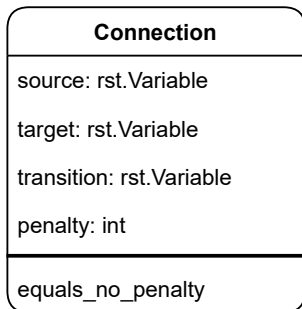 Connection
source: rst.Variable
target: rst.Variable
transition: rst.Variable
penalty: int
equals_no_penalty